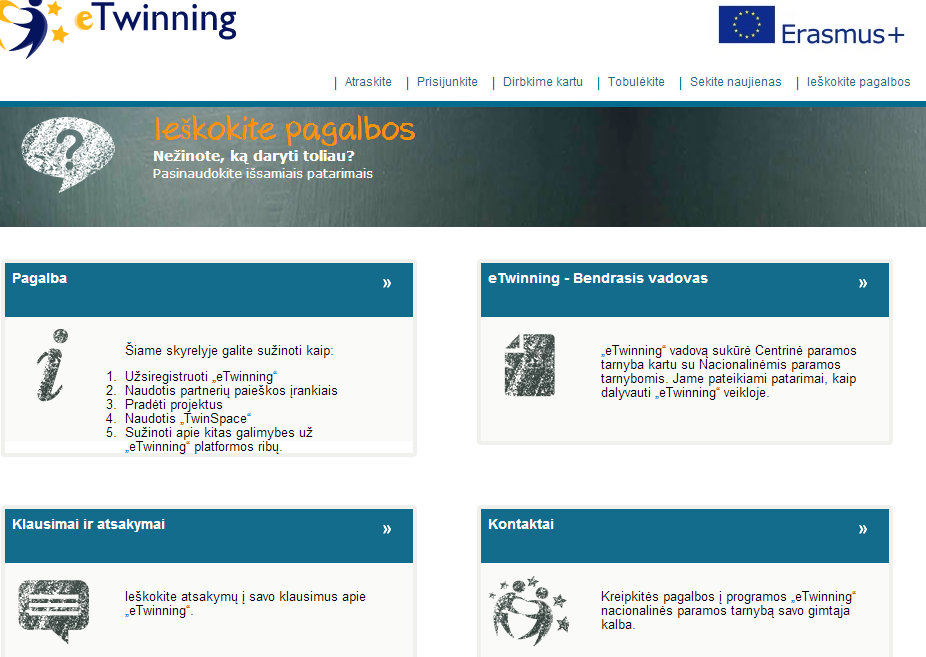 eTwinning
Erasmus+
| Atraskite | Prisijunkite | Dirbkime kartu | Tobulėkite | Sekite naujienas | Ieškokite pagalbos
Ieškokite pagalbos
Nežinote, ką daryti toliau?
Pasinaudokite išsamiais patarimais
Pagalba »
Šiame skyrelyje galite sužinoti kaip:
1. Užsiregistruoti „eTwinning“
2. Naudotis partnerių paieškos įrankiais
3. Pradėti projektus
4. Naudotis „TwinSpace“
5. Sužinoti apie kitas galimybes už
„eTwinning“ platformos ribų.
eTwinning - Bendrasis vadovas »
„eTwinning“ vadovą sukūrė Centrinė paramos
tarnyba kartu su Nacionalinėmis paramos
tarnybomis. Jame pateikiami patarimai, kaip
dalyvauti „eTwinning“ veikloje.
Klausimai ir atsakymai »
Ieškokite atsakymų į savo klausimus apie
„eTwinning“.
Kontaktai »
Kreipkitės pagalbos į programos „eTwinning“
nacionalinės paramos tarnybą savo gimtąja
kalba.